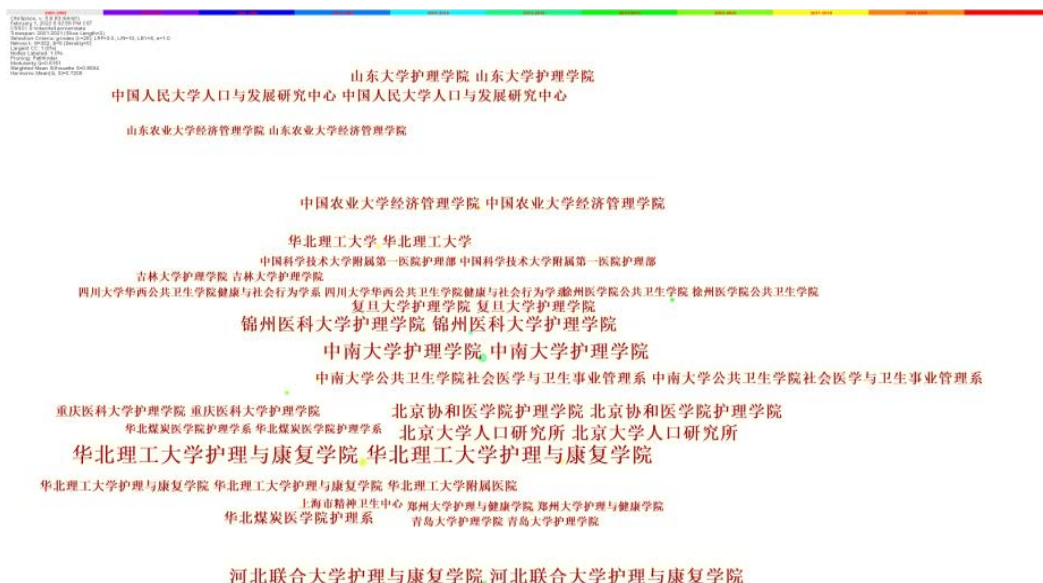 CiteSpace, v. 5.8.R3 (64-bit)
山东大学护理学院 山东大学护理学院
中国人民大学人口与发展研究中心 中国人民大学人口与发展研究中心
山东农业大学经济管理学院 山东农业大学经济管理学院
中国农业大学经济管理学院 中国农业大学经济管理学院
华北理工大学 华北理工大学
中国科学技术大学附属第一医院护理部 中国科学技术大学附属第一医院护理部
吉林大学护理学院 吉林大学护理学院
四川大学华西公共卫生学院健康与社会行为学系 四川大学华西公共卫生学院健康与社会行为学系 徐州医学院公共卫生学院 徐州医学院公共卫生学院
复旦大学护理学院 复旦大学护理学院
锦州医科大学护理学院 锦州医科大学护理学院
中南大学护理学院 中南大学护理学院
中南大学公共卫生学院社会医学与卫生事业管理系 中南大学公共卫生学院社会医学与卫生事业管理系
重庆医科大学护理学院 重庆医科大学护理学院 北京协和医学院护理学院 北京协和医学院护理学院
华北煤炭医学院护理学系 华北煤炭医学院护理学系 北京大学人口研究所 北京大学人口研究所
华北理工大学护理与康复学院 华北理工大学护理与康复学院
华北理工大学护理与康复学院 华北理工大学护理与康复学院 华北理工大学附属医院
上海市精神卫生中心 郑州大学护理与健康学院 郑州大学护理与健康学院
华北煤炭医学院护理系 青岛大学护理学院 青岛大学护理学院
河北联合大学护理与康复学院 河北联合大学护理与康复学院